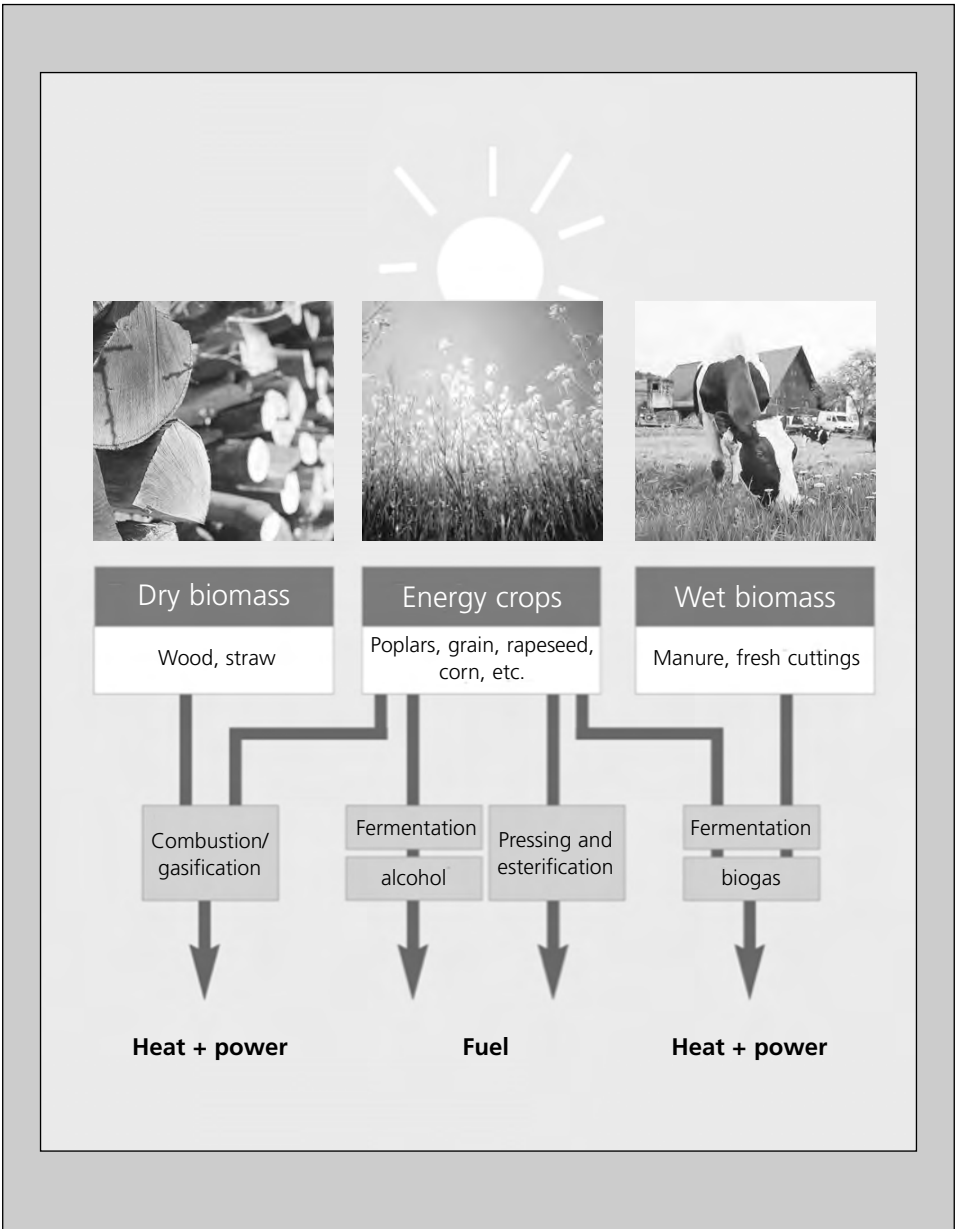 Dry biomass
Wood, straw
Energy crops
Poplars, grain, rapeseed,
corn, etc.
Wet biomass
Manure, fresh cuttings
Combustion/
gasification
Fermentation
alcohol
Pressing and
esterification
Fermentation
biogas
Heat + power
Fuel
Heat + power